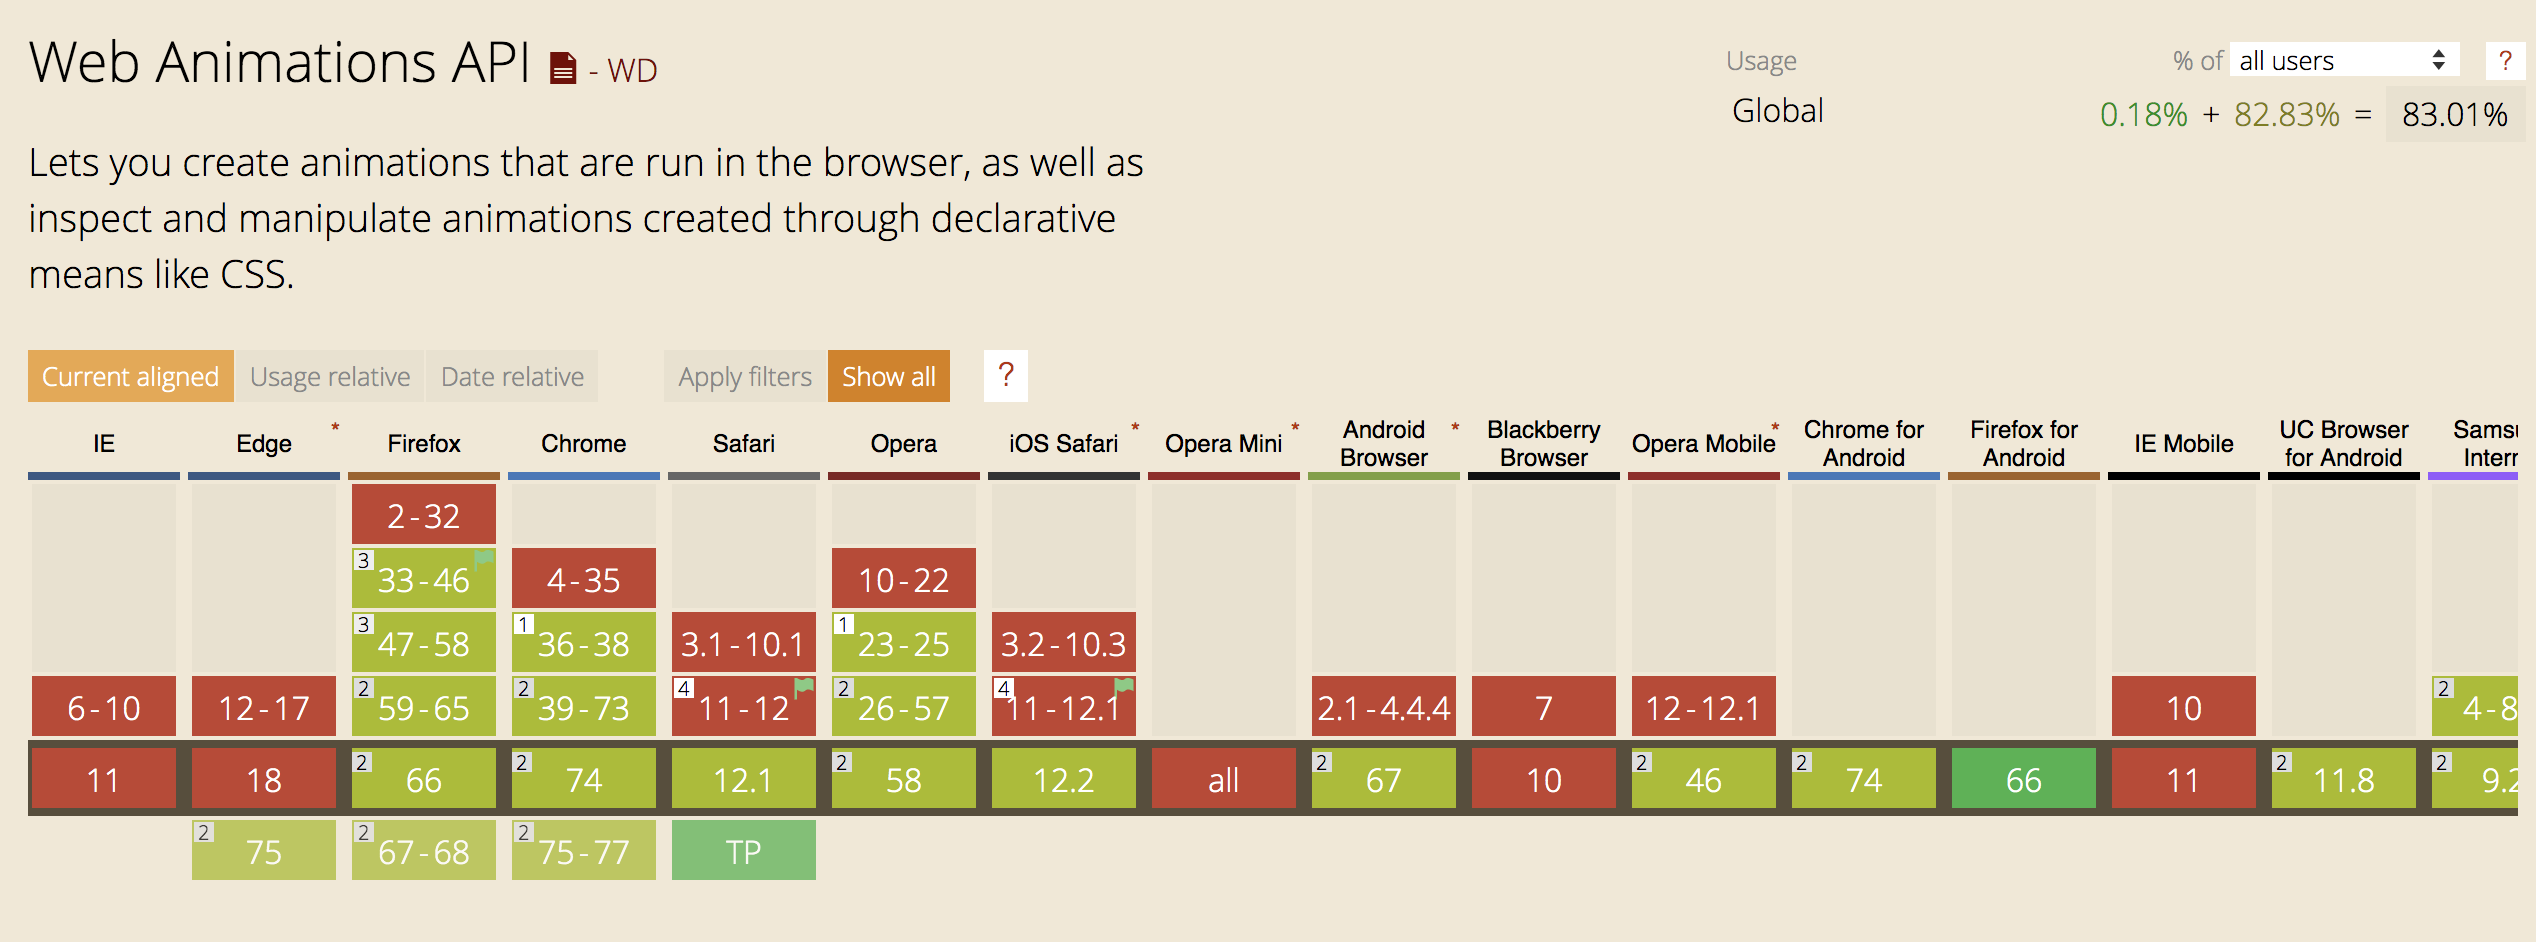 Web Animations API - WD
Usage % of all users ?
Global 0.18% + 82.83% = 83.01%
Lets you create animations that are run in the browser, as well as
inspect and manipulate animations created through declarative
means like CSS.
Current aligned Usage relative Date relative Apply filters Show all ?
IE Edge * Firefox Chrome Safari Opera iOS Safari * Opera Mini * Android Browser * Blackberry Browser Opera Mobile * Chrome for Android Firefox for Android IE Mobile UC Browser for Android
2-32
3 33-46 4-35 10-22
3 47-58 1 36-38 3.1-10.1 1 23-25 3.2-10.3
6-10 12-17 2 59-65 2 39-73 4 11-12 2 26-57 4 11-12.1 2.1-4.4.4 7 12-12.1 10 2 4-8
11 18 2 66 2 74 12.1 2 58 12.2 all 2 67 10 2 46 2 74 66 11 2 11.8 2 9.2
2 75 2 67-68 2 75-77 TP